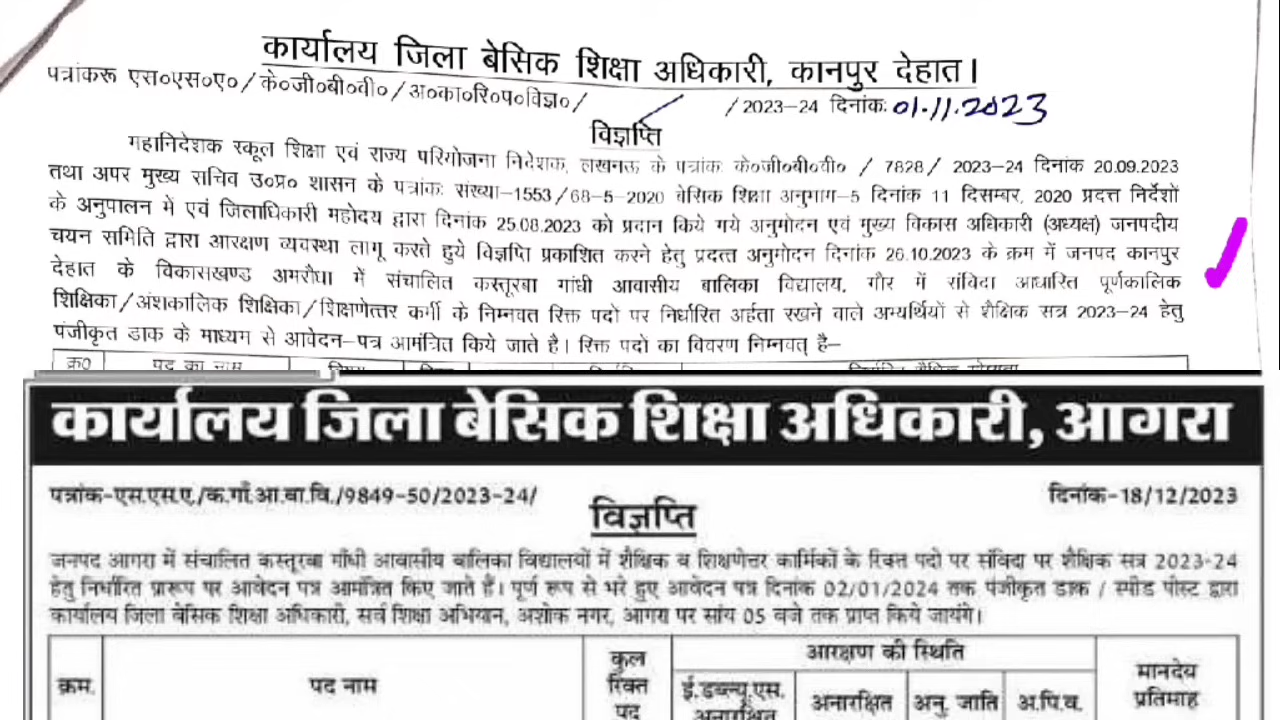 कार्यालय जिला बेसिक शिक्षा अधिकारी, कानपुर देहात।
पत्रांकरू एस०एस०ए०/के०जी०बी०वी०/अ०का०रि०प०विज्ञ०/ /2023-24 दिनांकः 01.11.2023
विज्ञप्ति
महानिदेशक स्कूल शिक्षा एवं राज्य परियोजना निदेशक, लखनऊ के पत्रांक के०जी०बी०वी० / 7828 / 2023-24 दिनांक 20.09.2023
तथा अपर मुख्य सचिव उ०प्र० शासन के पत्रांकः संख्या-1553/68-5-2020 बेसिक शिक्षा अनुभाग-5 दिनांक 11 दिसम्बर, 2020 प्रदत्त निर्देशों
के अनुपालन में एवं जिलाधिकारी महोदय द्वारा दिनांक 25.08.2023 को प्रदान किये गये अनुमोदन एवं मुख्य विकास अधिकारी (अध्यक्ष) जनपदीय
चयन समिति द्वारा आरक्षण व्यवस्था लागू करते हुये विज्ञप्ति प्रकाशित करने हेतु प्रदत्त अनुमोदन दिनांक 26.10.2023 के क्रम में जनपद कानपुर
देहात के विकासखण्ड अमरौधा में संचालित कस्तूरबा गांधी आवासीय बालिका विद्यालय, गौर में संविदा आधारित पूर्णकालिक
शिक्षिका/अंशकालिक शिक्षिका/शिक्षणेत्तर कर्मी के निम्नवत रिक्त पदों पर निर्धारित अर्हता रखने वाले अभ्यर्थियों से शैक्षिक सत्र 2023-24 हेतु
पंजीकृत डाक के माध्यम से आवेदन-पत्र आमंत्रित किये जाते है। रिक्त पदों का विवरण निम्नवत् है-
क्र० पद का नाम
कार्यालय जिला बेसिक शिक्षा अधिकारी, आगरा
पत्रांक-एस.एस.ए./क.गाँ.आ.बा.वि./9849-50/2023-24/ दिनांक-18/12/2023
विज्ञप्ति
जनपद आगरा में संचालित कस्तूरबा गाँधी आवासीय बालिका विद्यालयों में शैक्षिक व शिक्षणेत्तर कार्मिकों के रिक्त पदो पर संविदा पर शैक्षिक सत्र 2023-24
हेतु निर्धारित प्रारूप पर आवेदन पत्र आमंत्रित किए जाते हैं। पूर्ण रूप से भरे हुए आवेदन पत्र दिनांक 02/01/2024 तक पंजीकृत डाक / स्पीड पोस्ट द्वारा
कार्यालय जिला बेसिक शिक्षा अधिकारी, सर्व शिक्षा अभियान, अशोक नगर, आगरा पर सांय 05 बजे तक प्राप्त किये जायेंगे।
क्रम. पद नाम कुल रिक्त पद आरक्षण की स्थिति मानदेय प्रतिमाह
ई.डब्ल्यू.एस. अनारक्षित अनु. जाति अ.पि.व.
अनारक्षित